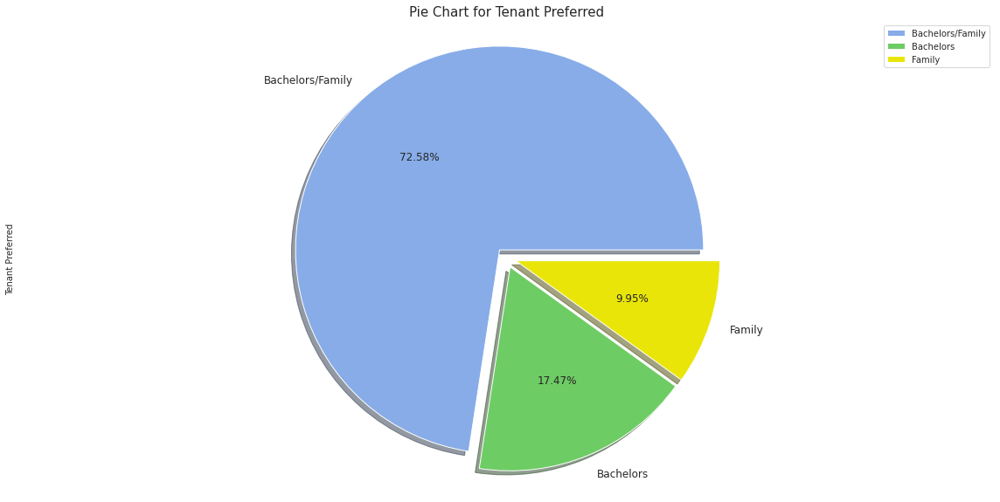 Pie Chart for Tenant Preferred
Bachelors/Family
Bachelors
Family
Bachelors/Family
72.58%
Tenant Preferred
9.95%
Family
17.47%
Bachelors